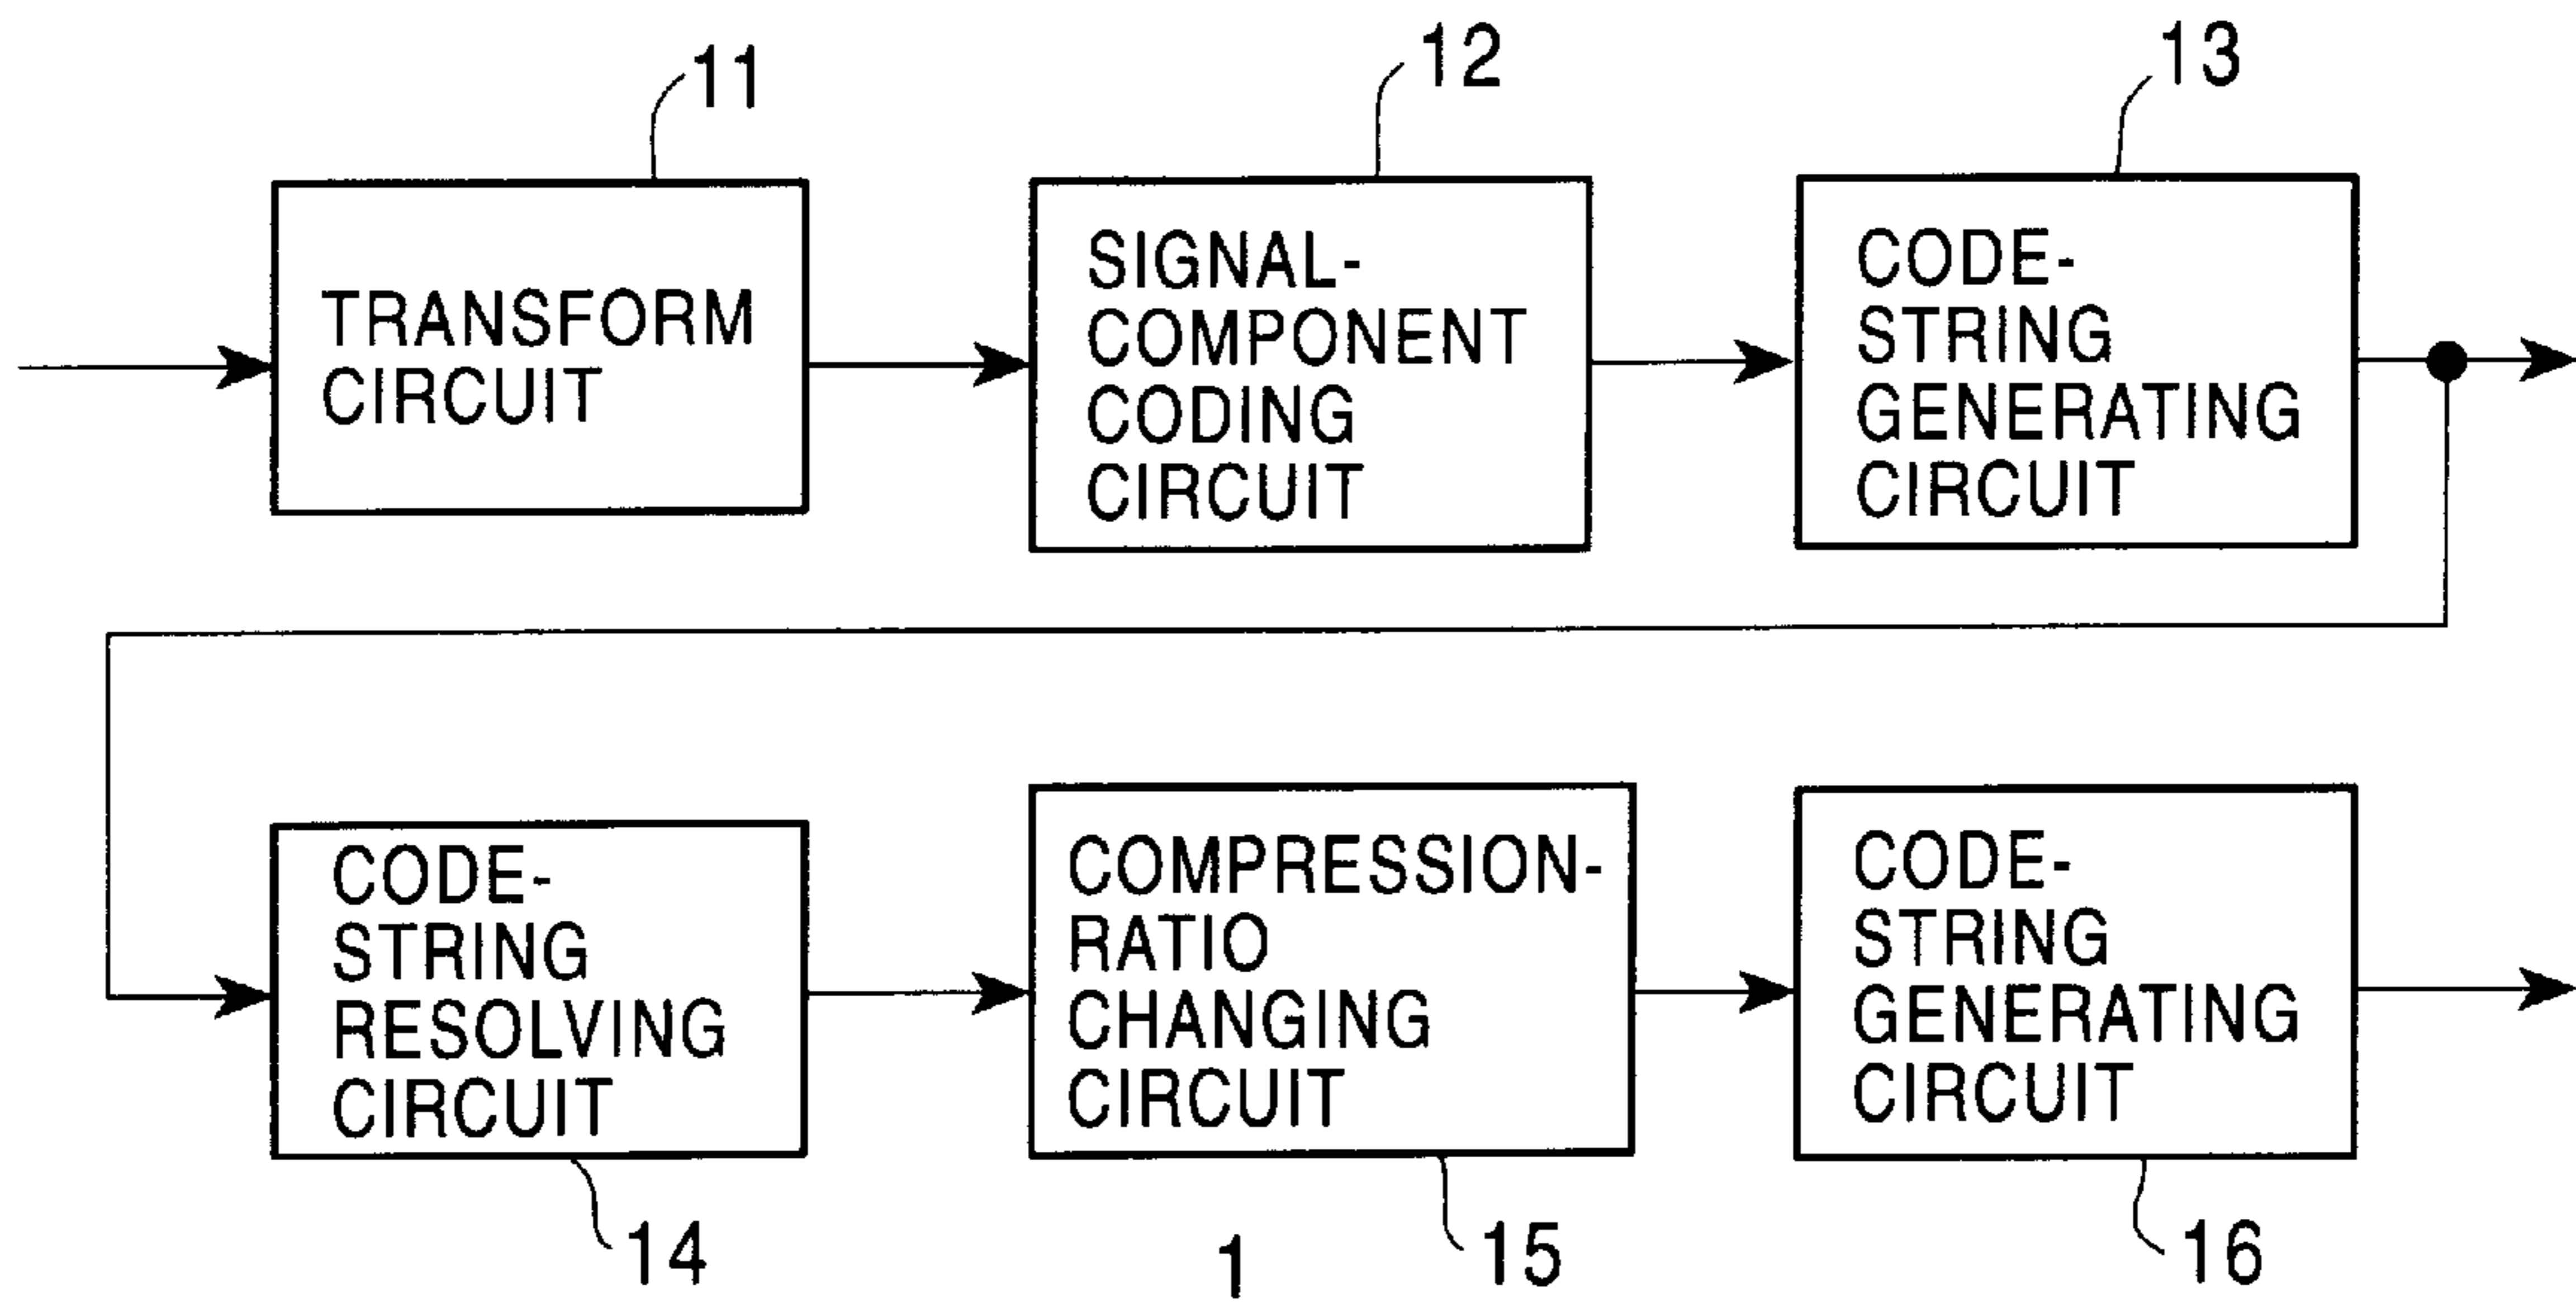 11
12
13
TRANSFORM
CIRCUIT
SIGNAL-
COMPONENT
CODING
CIRCUIT
CODE-
STRING
GENERATING
CIRCUIT
CODE-
STRING
RESOLVING
CIRCUIT
COMPRESSION-
RATIO
CHANGING
CIRCUIT
CODE-
STRING
GENERATING
CIRCUIT
14
1
15
16